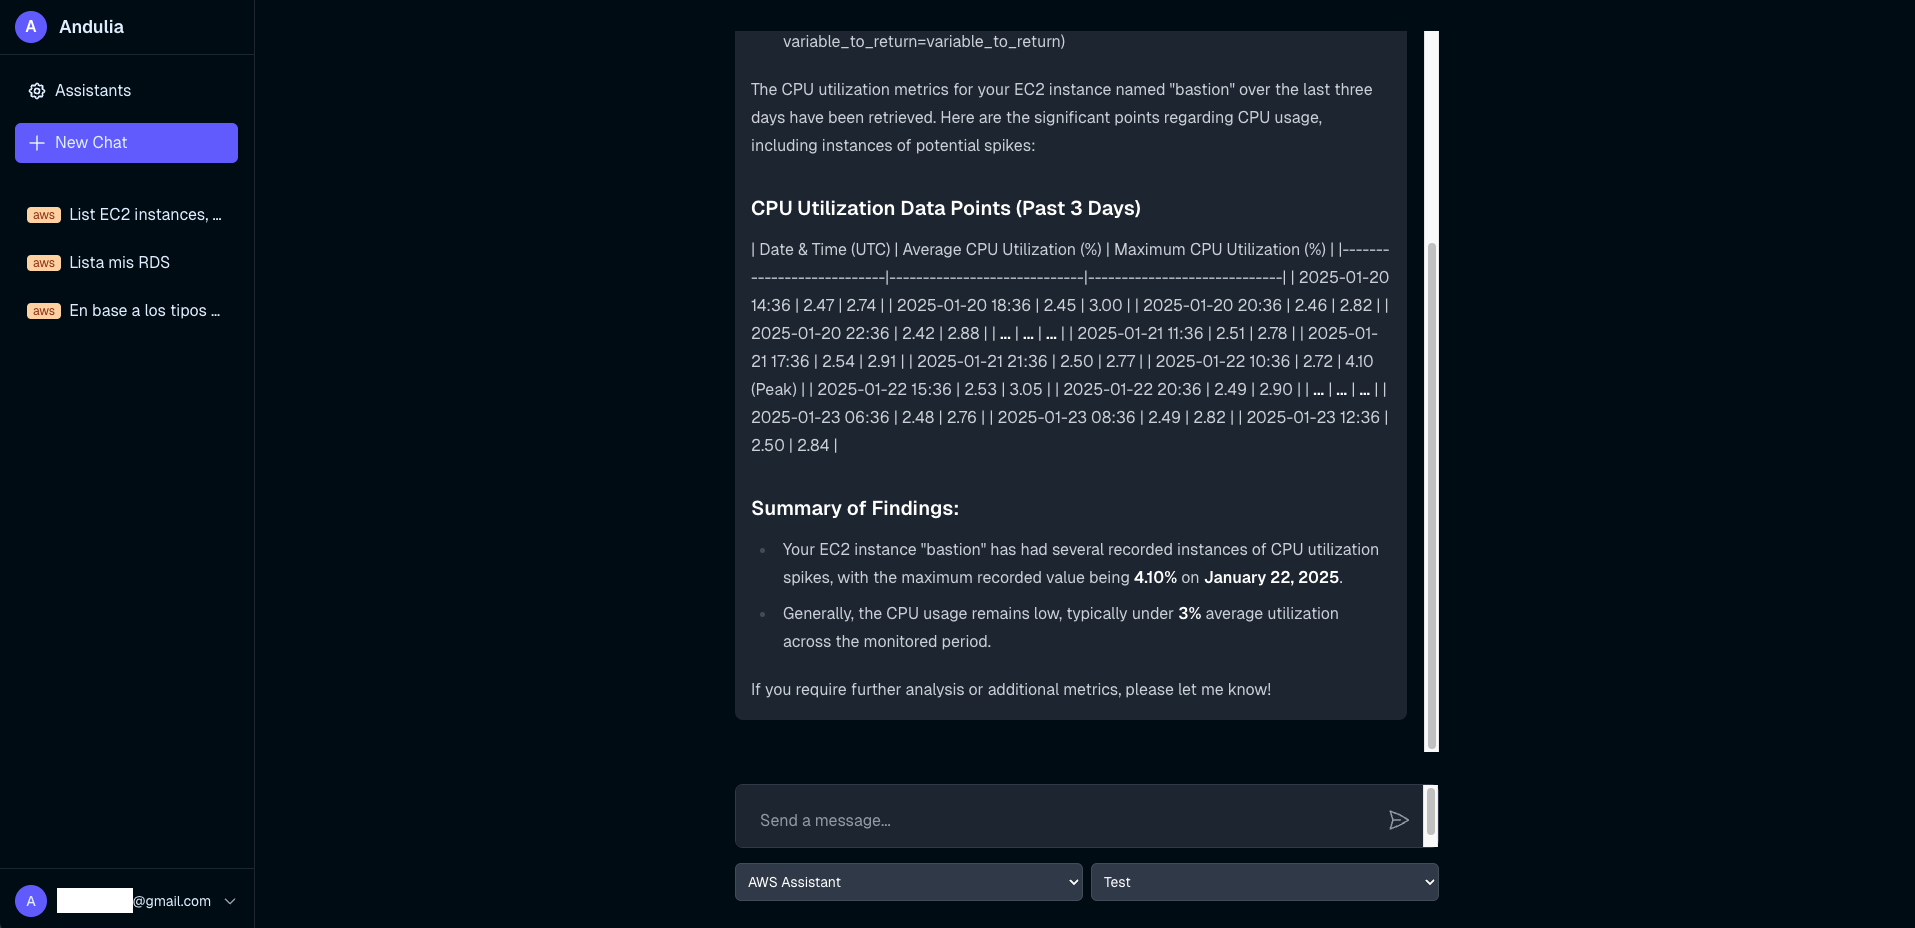 A Andulia
Assistants
New Chat
aws List EC2 instances, ...
aws Lista mis RDS
aws En base a los tipos ...
A @gmail.com
variable_to_return=variable_to_return)
The CPU utilization metrics for your EC2 instance named "bastion" over the last three
days have been retrieved. Here are the significant points regarding CPU usage,
including instances of potential spikes:
CPU Utilization Data Points (Past 3 Days)
| Date & Time (UTC) | Average CPU Utilization (%) | Maximum CPU Utilization (%) | |-------
--------------------|-----------------------------|-----------------------------| | 2025-01-20
14:36 | 2.47 | 2.74 | | 2025-01-20 18:36 | 2.45 | 3.00 | | 2025-01-20 20:36 | 2.46 | 2.82 | |
2025-01-20 22:36 | 2.42 | 2.88 | | ... | ... | ... | | 2025-01-21 11:36 | 2.51 | 2.78 | | 2025-01-
21 17:36 | 2.54 | 2.91 | | 2025-01-21 21:36 | 2.50 | 2.77 | | 2025-01-22 10:36 | 2.72 | 4.10
(Peak) | | 2025-01-22 15:36 | 2.53 | 3.05 | | 2025-01-22 20:36 | 2.49 | 2.90 | | ... | ... | ... | |
2025-01-23 06:36 | 2.48 | 2.76 | | 2025-01-23 08:36 | 2.49 | 2.82 | | 2025-01-23 12:36 |
2.50 | 2.84 |
Summary of Findings:
Your EC2 instance "bastion" has had several recorded instances of CPU utilization
spikes, with the maximum recorded value being 4.10% on January 22, 2025.
Generally, the CPU usage remains low, typically under 3% average utilization
across the monitored period.
If you require further analysis or additional metrics, please let me know!
Send a message...
AWS Assistant
Test